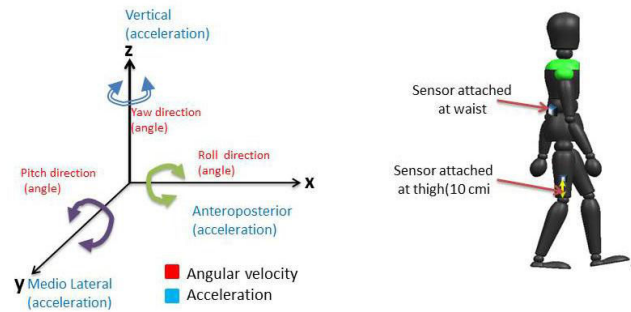 Vertical
(acceleration)
z
Yaw direction
(angle)
Roll direction
(angle)
Pitch direction
(angle)
x
Anteroposterior
(acceleration)
y
Medio Lateral
(acceleration)
Angular velocity
Acceleration
Sensor attached
at waist
Sensor attached
at thigh(10 cmi